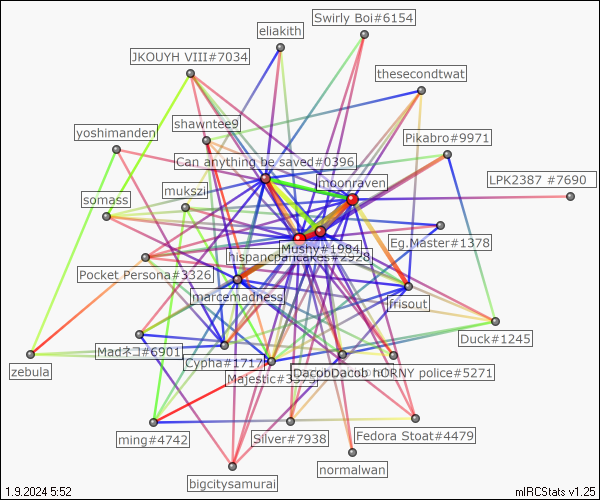 Swirly Boi#6154
eliakith
JKOUYH VIII#7034
thesecondtwat
shawntee9
yoshimanden
Pikabro#9971
Can anything be saved#0396
moonraven
LPK2387 #7690
mukszi
somass
Eg.Master#1378
Mushy#1984
hispancpancakes#2928
Pocket Persona#3326
marcemadness
frisout
Duck#1245
Madネコ#6901
Cypha#1717
zebula
Majestic#3373
DacobDacob
hORNY police#5271
ming#4742
Silver#7938
Fedora Stoat#4479
normalwan
bigcitysamurai
1.9.2024 5:52
mIRCStats v1.25